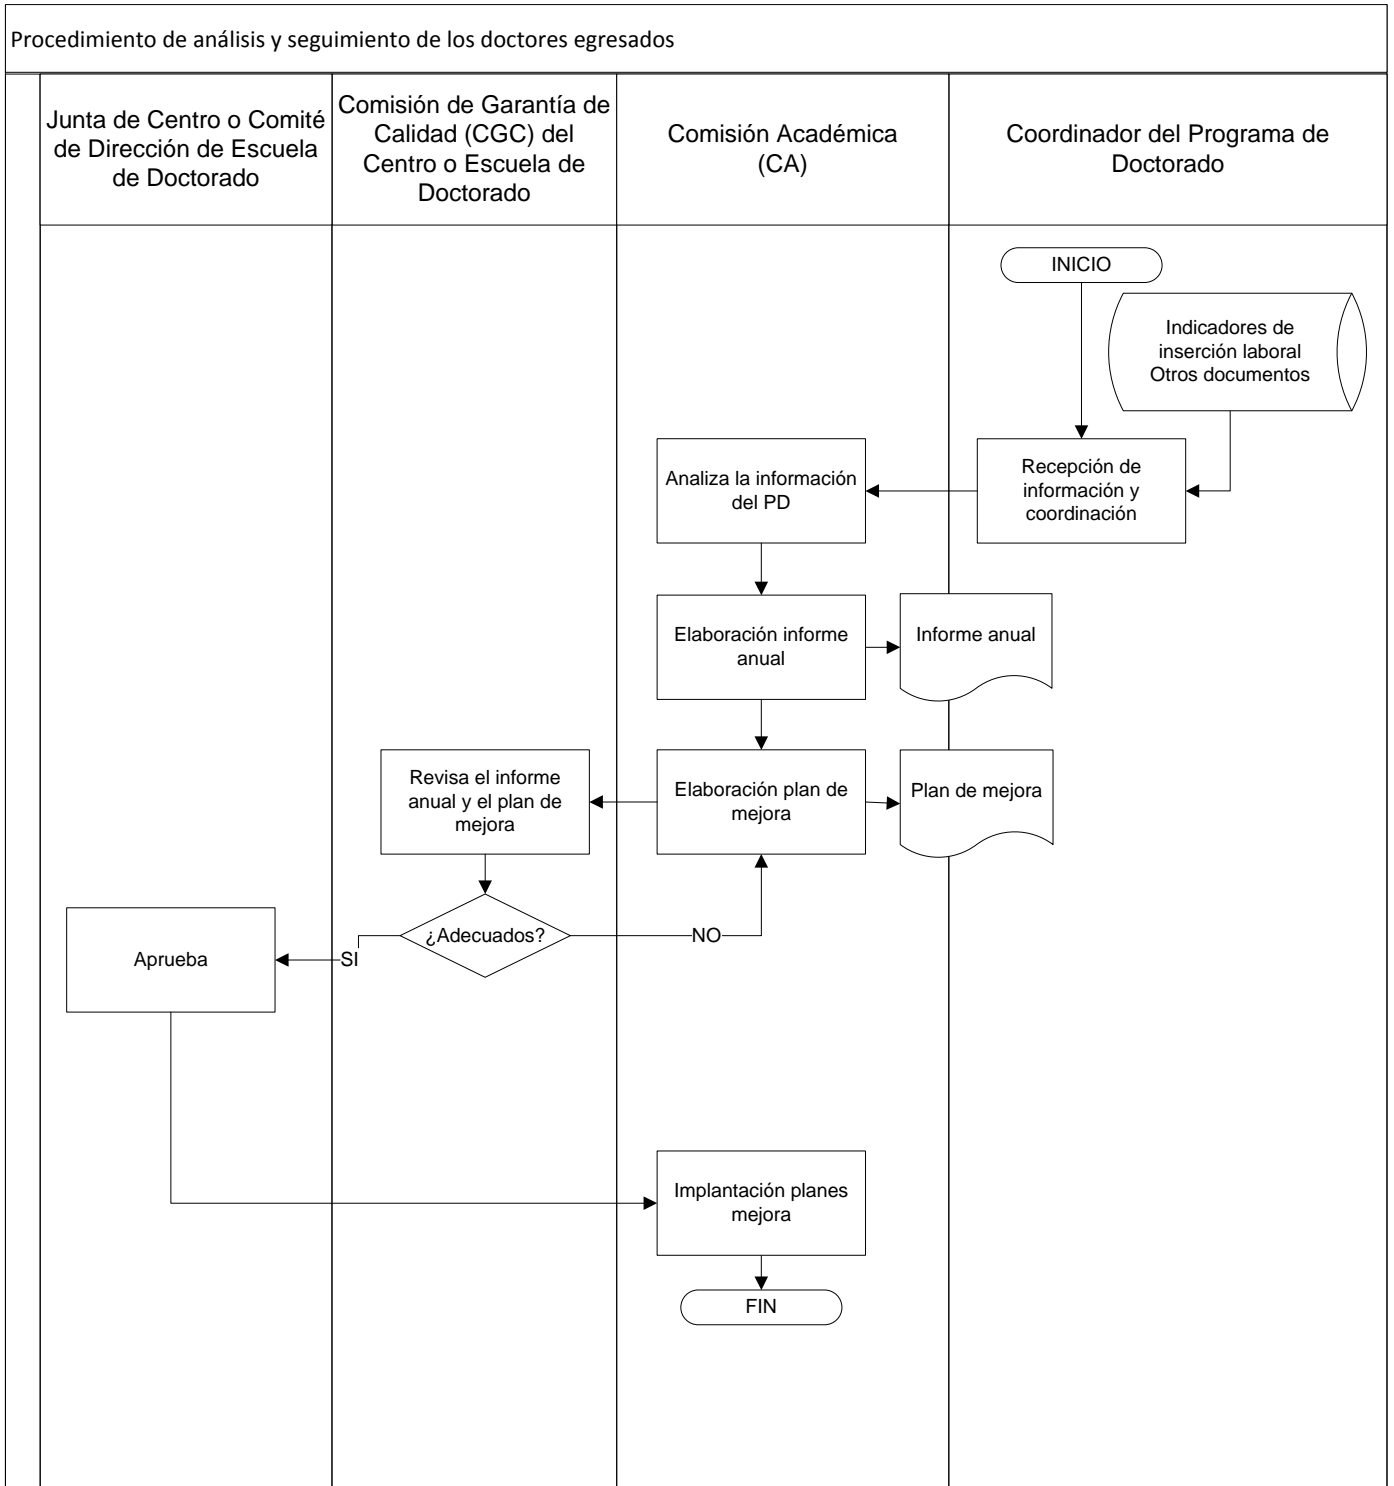 Procedimiento de análisis y seguimiento de los doctores egresados
Junta de Centro o Comité
de Dirección de Escuela
de Doctorado
Comisión de Garantía de
Calidad (CGC) del
Centro o Escuela de
Doctorado
Comisión Académica
(CA)
Coordinador del Programa de
Doctorado
INICIO
Indicadores de
inserción laboral
Otros documentos
Recepción de
información y
coordinación
Analiza la información
del PD
Elaboración informe
anual
Informe anual
Elaboración plan de
mejora
Plan de mejora
Revisa el informe
anual y el plan de
mejora
¿Adecuados?
NO
SI
Aprueba
Implantación planes
mejora
FIN